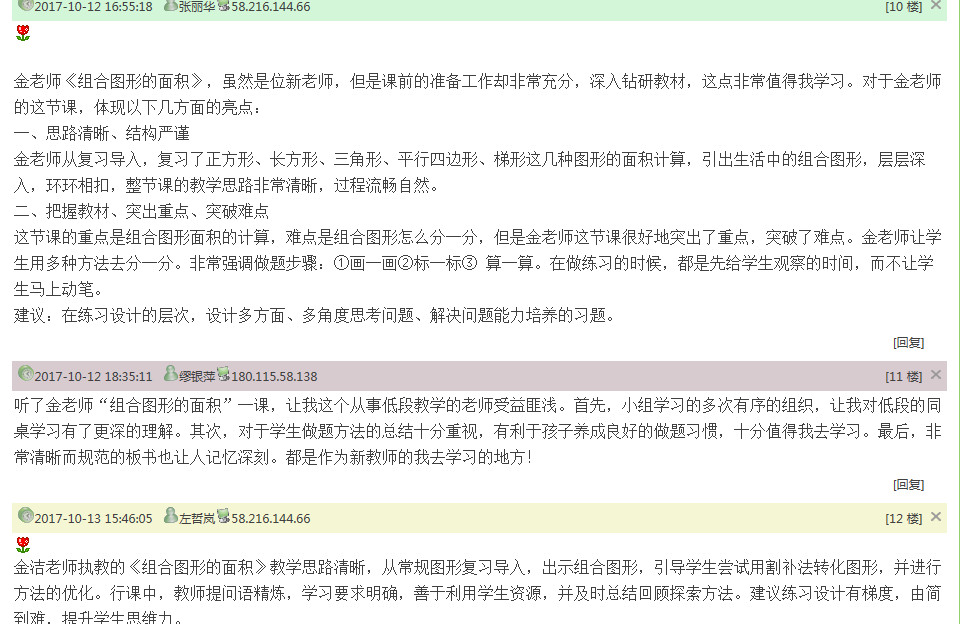 2017-10-12 16:55:18 张丽华 58.216.144.66 [10 楼]
金老师《组合图形的面积》，虽然是位新老师，但是课前的准备工作却非常充分，深入钻研教材，这点非常值得我学习。对于金老师
的这节课，体现以下几方面的亮点：
一、思路清晰、结构严谨
金老师从复习导入，复习了正方形、长方形、三角形、平行四边形、梯形这几种图形的面积计算，引出生活中的组合图形，层层深
入，环环相扣，整节课的教学思路非常清晰，过程流畅自然。
二、把握教材、突出重点、突破难点
这节课的重点是组合图形面积的计算，难点是组合图形怎么分一分，但是金老师这节课很好地突出了重点，突破了难点。金老师让学
生用多种方法去分一分。非常强调做题步骤：①画一画②标一标③ 算一算。在做练习的时候，都是先给学生观察的时间，而不让学
生马上动笔。
建议：在练习设计的层次，设计多方面、多角度思考问题、解决问题能力培养的习题。
[回复]
2017-10-12 18:35:11 缪银萍 180.115.58.138 [11 楼]
听了金老师“组合图形的面积”一课，让我这个从事低段教学的老师受益匪浅。首先，小组学习的多次有序的组织，让我对低段的同
桌学习有了更深的理解。其次，对于学生做题方法的总结十分重视，有利于孩子养成良好的做题习惯，十分值得我去学习。最后，非
常清晰而规范的板书也让人记忆深刻。都是作为新教师的我去学习的地方！
[回复]
2017-10-13 15:46:05 左哲岚 58.216.144.66 [12 楼]
金洁老师执教的《组合图形的面积》教学思路清晰，从常规图形复习导入，出示组合图形，引导学生尝试用割补法转化图形，并进行
方法的优化。行课中，教师提问语精炼，学习要求明确，善于利用学生资源，并及时总结回顾探索方法。建议练习设计有梯度，由简
到难，提升学生思维力。